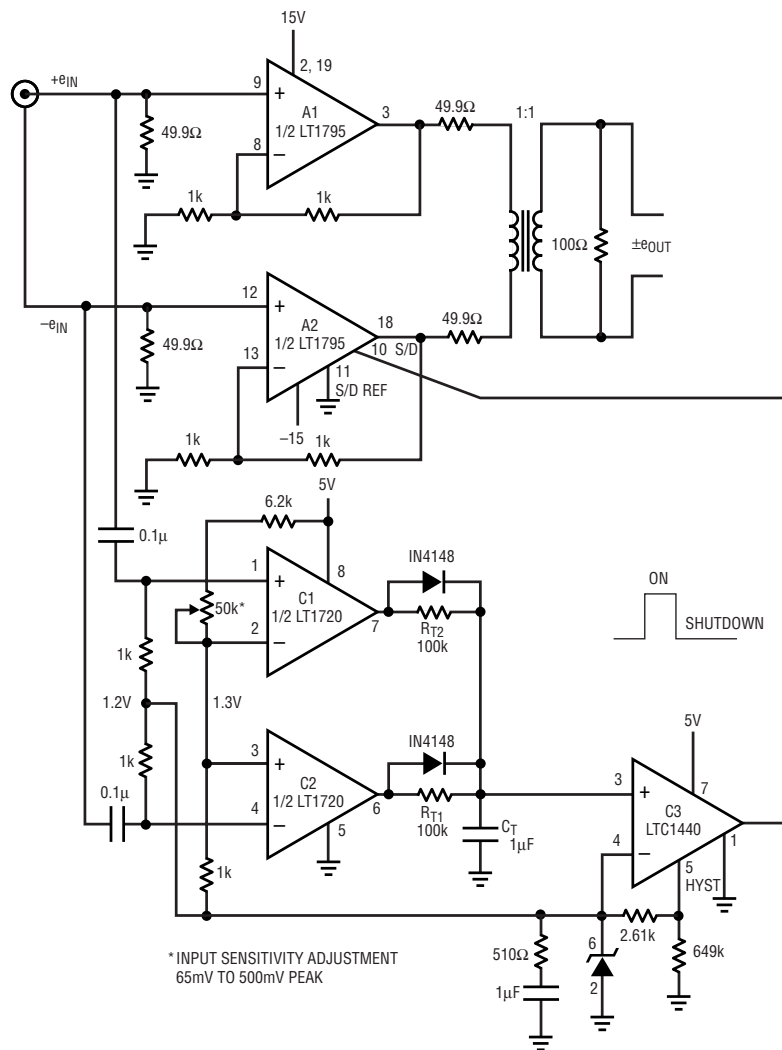 15V
+eIN
9
+
2, 19
A1
1/2 LT1795
3
49.9Ω
1:1
49.9Ω
8
–
1k
1k
100Ω
±eOUT
–eIN
12
+
A2
1/2 LT1795
18
49.9Ω
10 S/D
49.9Ω
13
–
11
S/D REF
–15
1k
1k
5V
6.2k
0.1µ
IN4148
1
+
8
C1
1/2 LT1720
50k*
7
2
–
RT2
100k
ON
SHUTDOWN
1k
1.2V
1.3V
5V
IN4148
1k
3
+
C2
1/2 LT1720
6
0.1µ
4
–
RT1
100k
5
3
+
7
C3
LTC1440
CT
1µF
4
–
1
1k
5
HYST
2.61k
* INPUT SENSITIVITY ADJUSTMENT
65mV TO 500mV PEAK
510Ω
6
649k
1µF
2